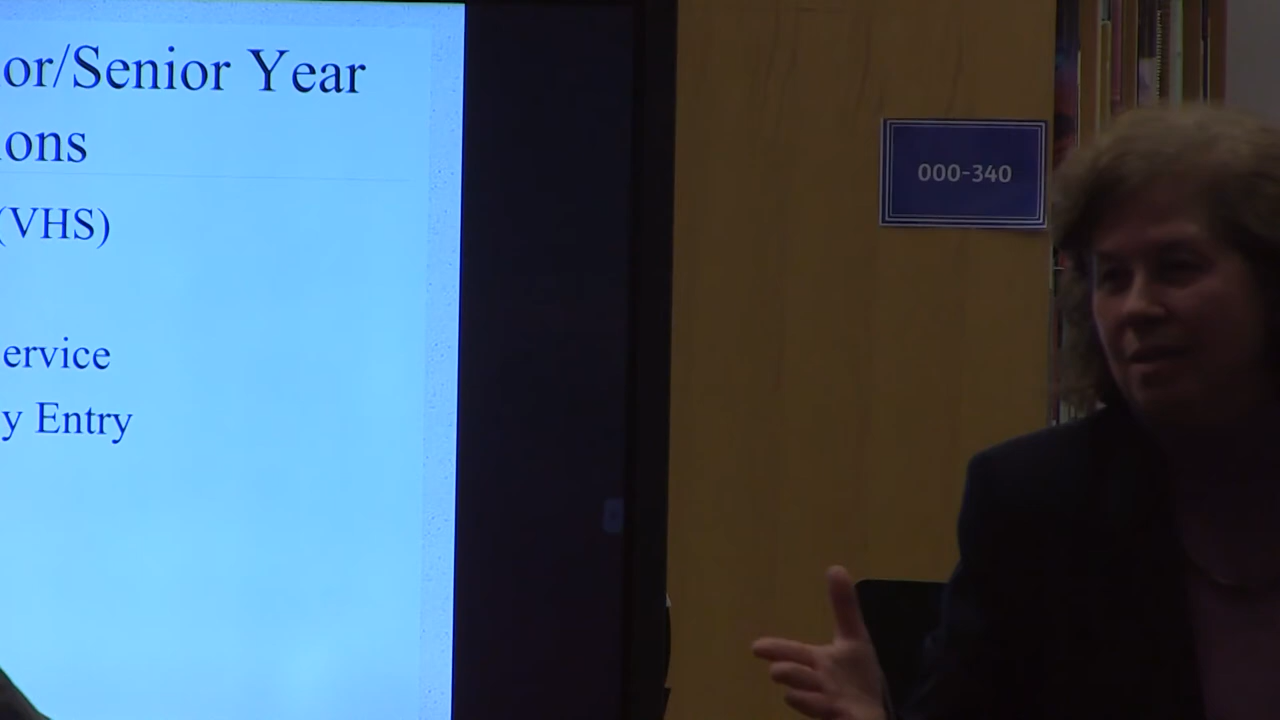 or/Senior Year
ons
(VHS)
ervice
y Entry
000-340